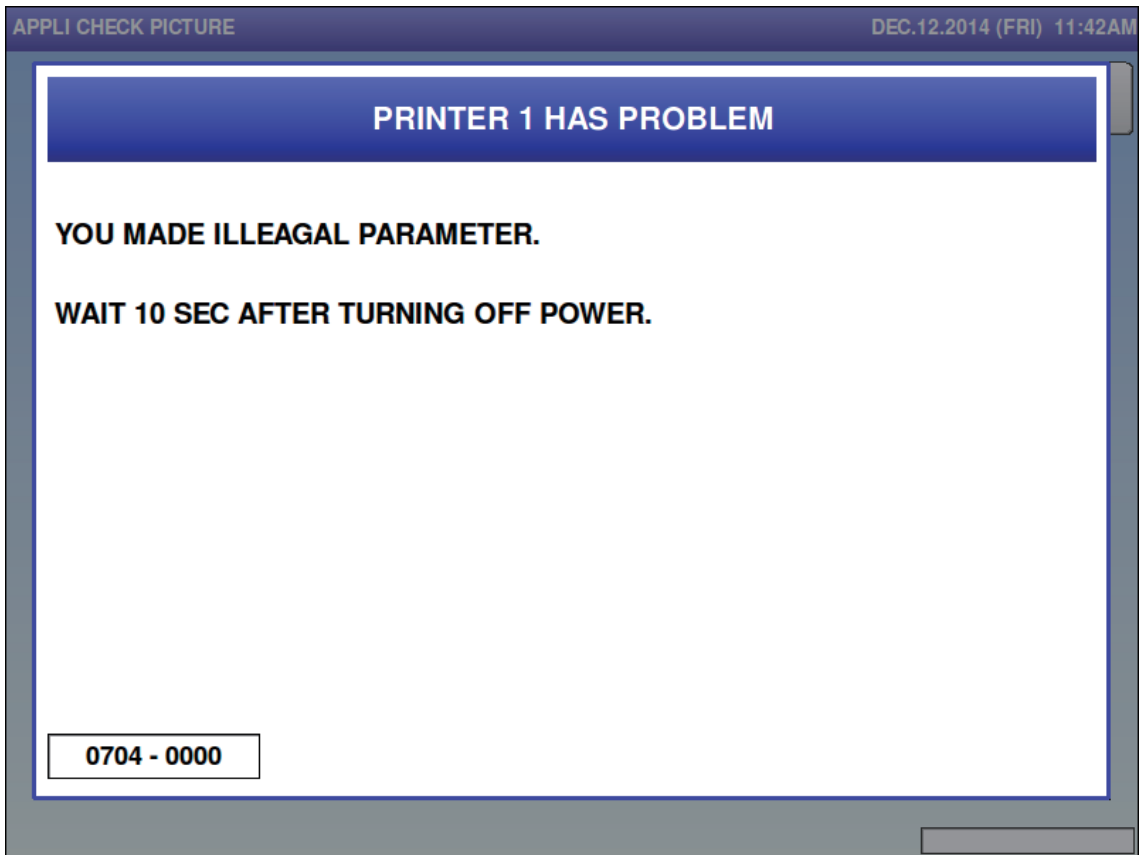 APPLI CHECK PICTURE
DEC.12.2014 (FRI) 11:42AM
PRINTER 1 HAS PROBLEM
YOU MADE ILLEAGAL PARAMETER.
WAIT 10 SEC AFTER TURNING OFF POWER.
0704 - 0000